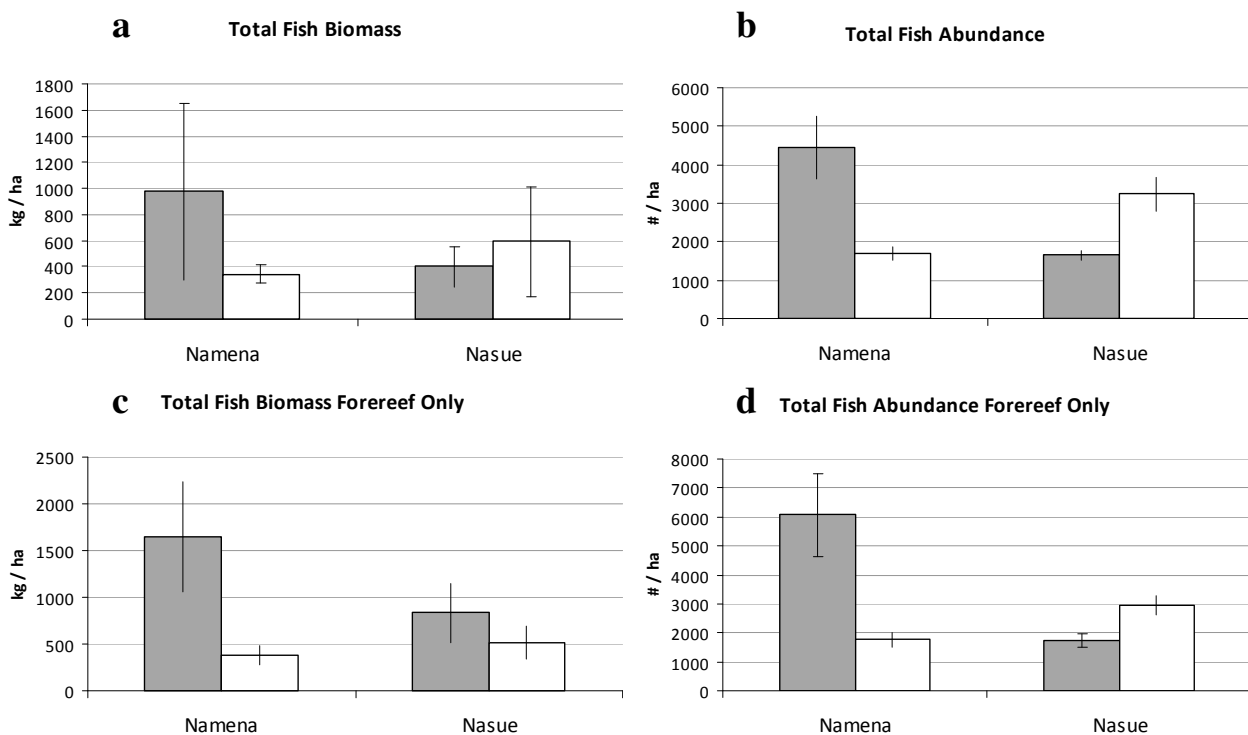 a Total Fish Biomass
1800
1600
1400
1200
1000
800
600
400
200
0
kg / ha
Namena Nasue
b Total Fish Abundance
6000
5000
4000
3000
2000
1000
0
# / ha
Namena Nasue
c Total Fish Biomass Forereef Only
2500
2000
1500
1000
500
0
kg / ha
Namena Nasue
d Total Fish Abundance Forereef Only
8000
7000
6000
5000
4000
3000
2000
1000
0
# / ha
Namena Nasue